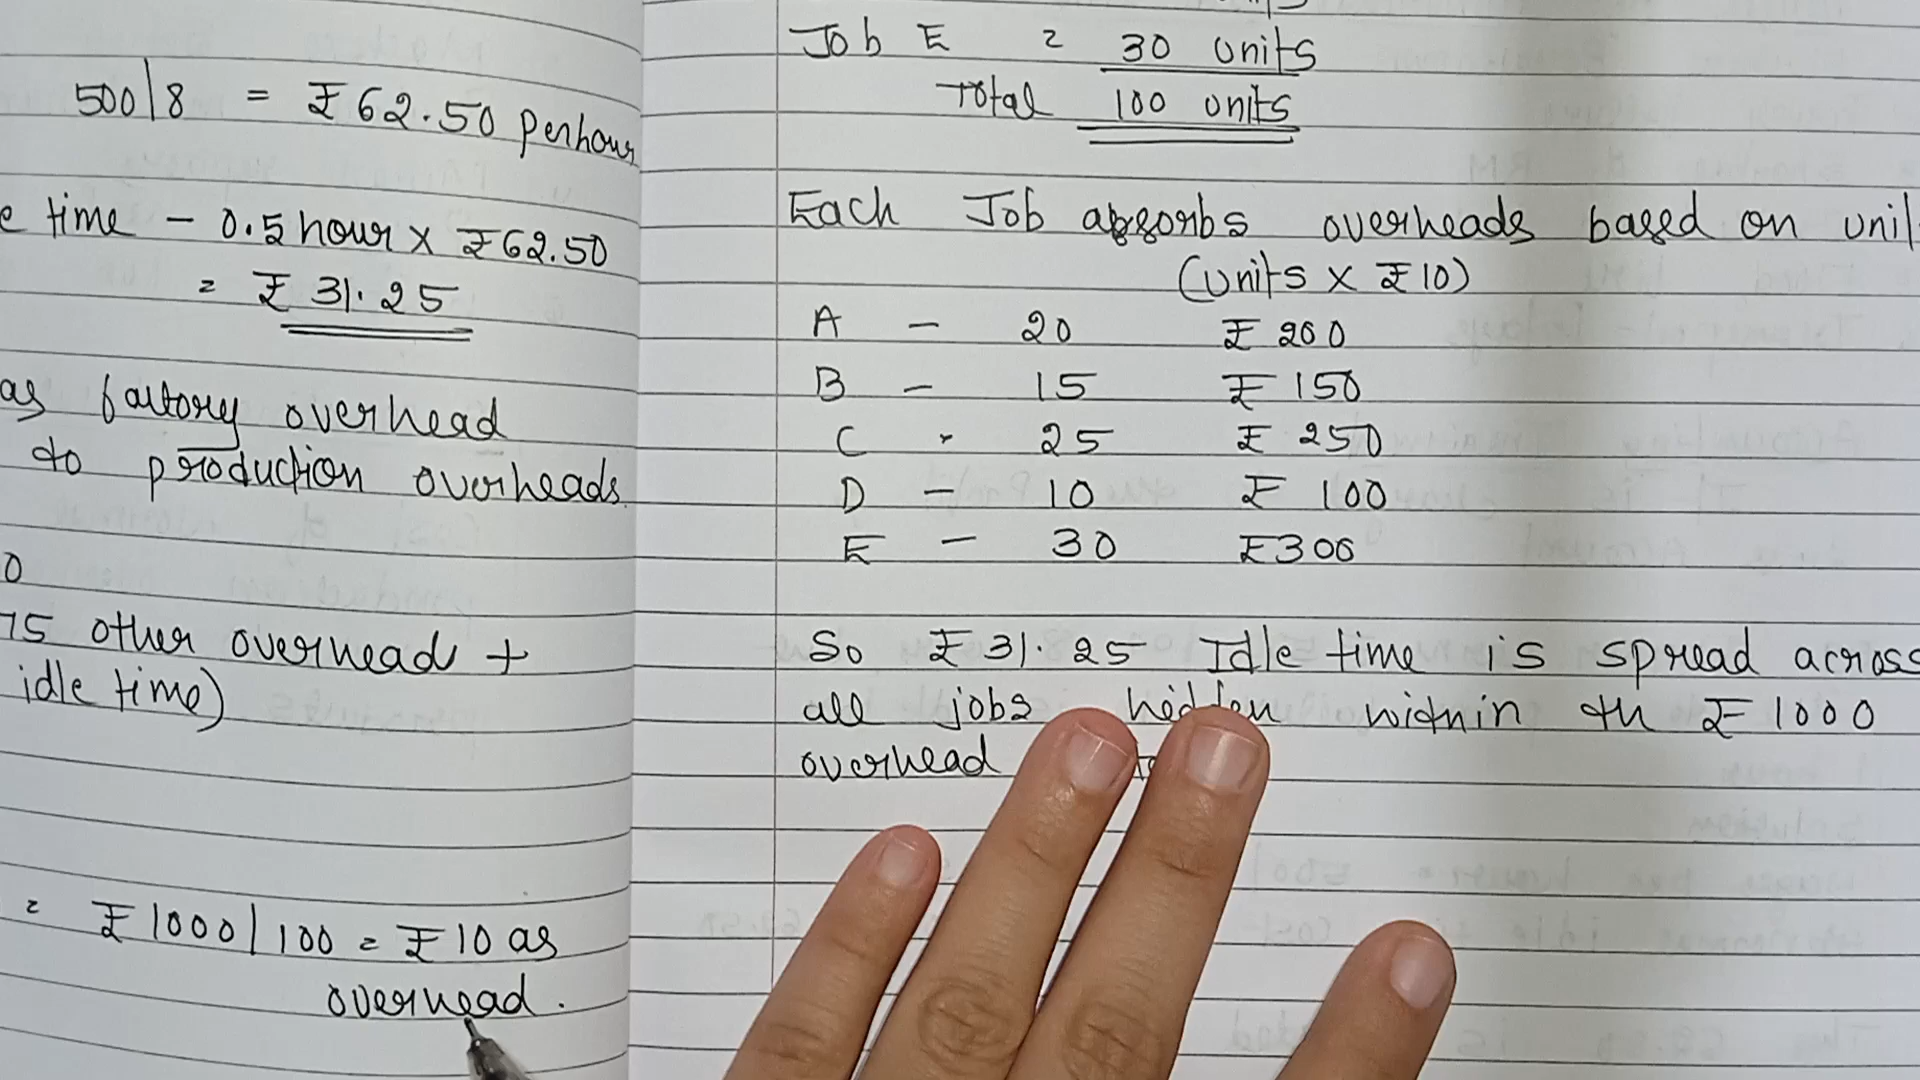 500/8 = ₹62.50 Per hour
e time - 0.5 hour × ₹62.50
= ₹31.25
as factory overhead
to production overheads.
0
75 other overhead +
idle time)
= ₹1000/100 = ₹10 as
overhead.
Job E = 30 units
Total 100 units
Each Job absorbs overheads based on unit
(units × ₹10)
A - 20 ₹200
B - 15 ₹150
C - 25 ₹250
D - 10 ₹100
E - 30 ₹300
So ₹31.25 Idle time is spread across
all jobs hidden within th ₹1000
overhead